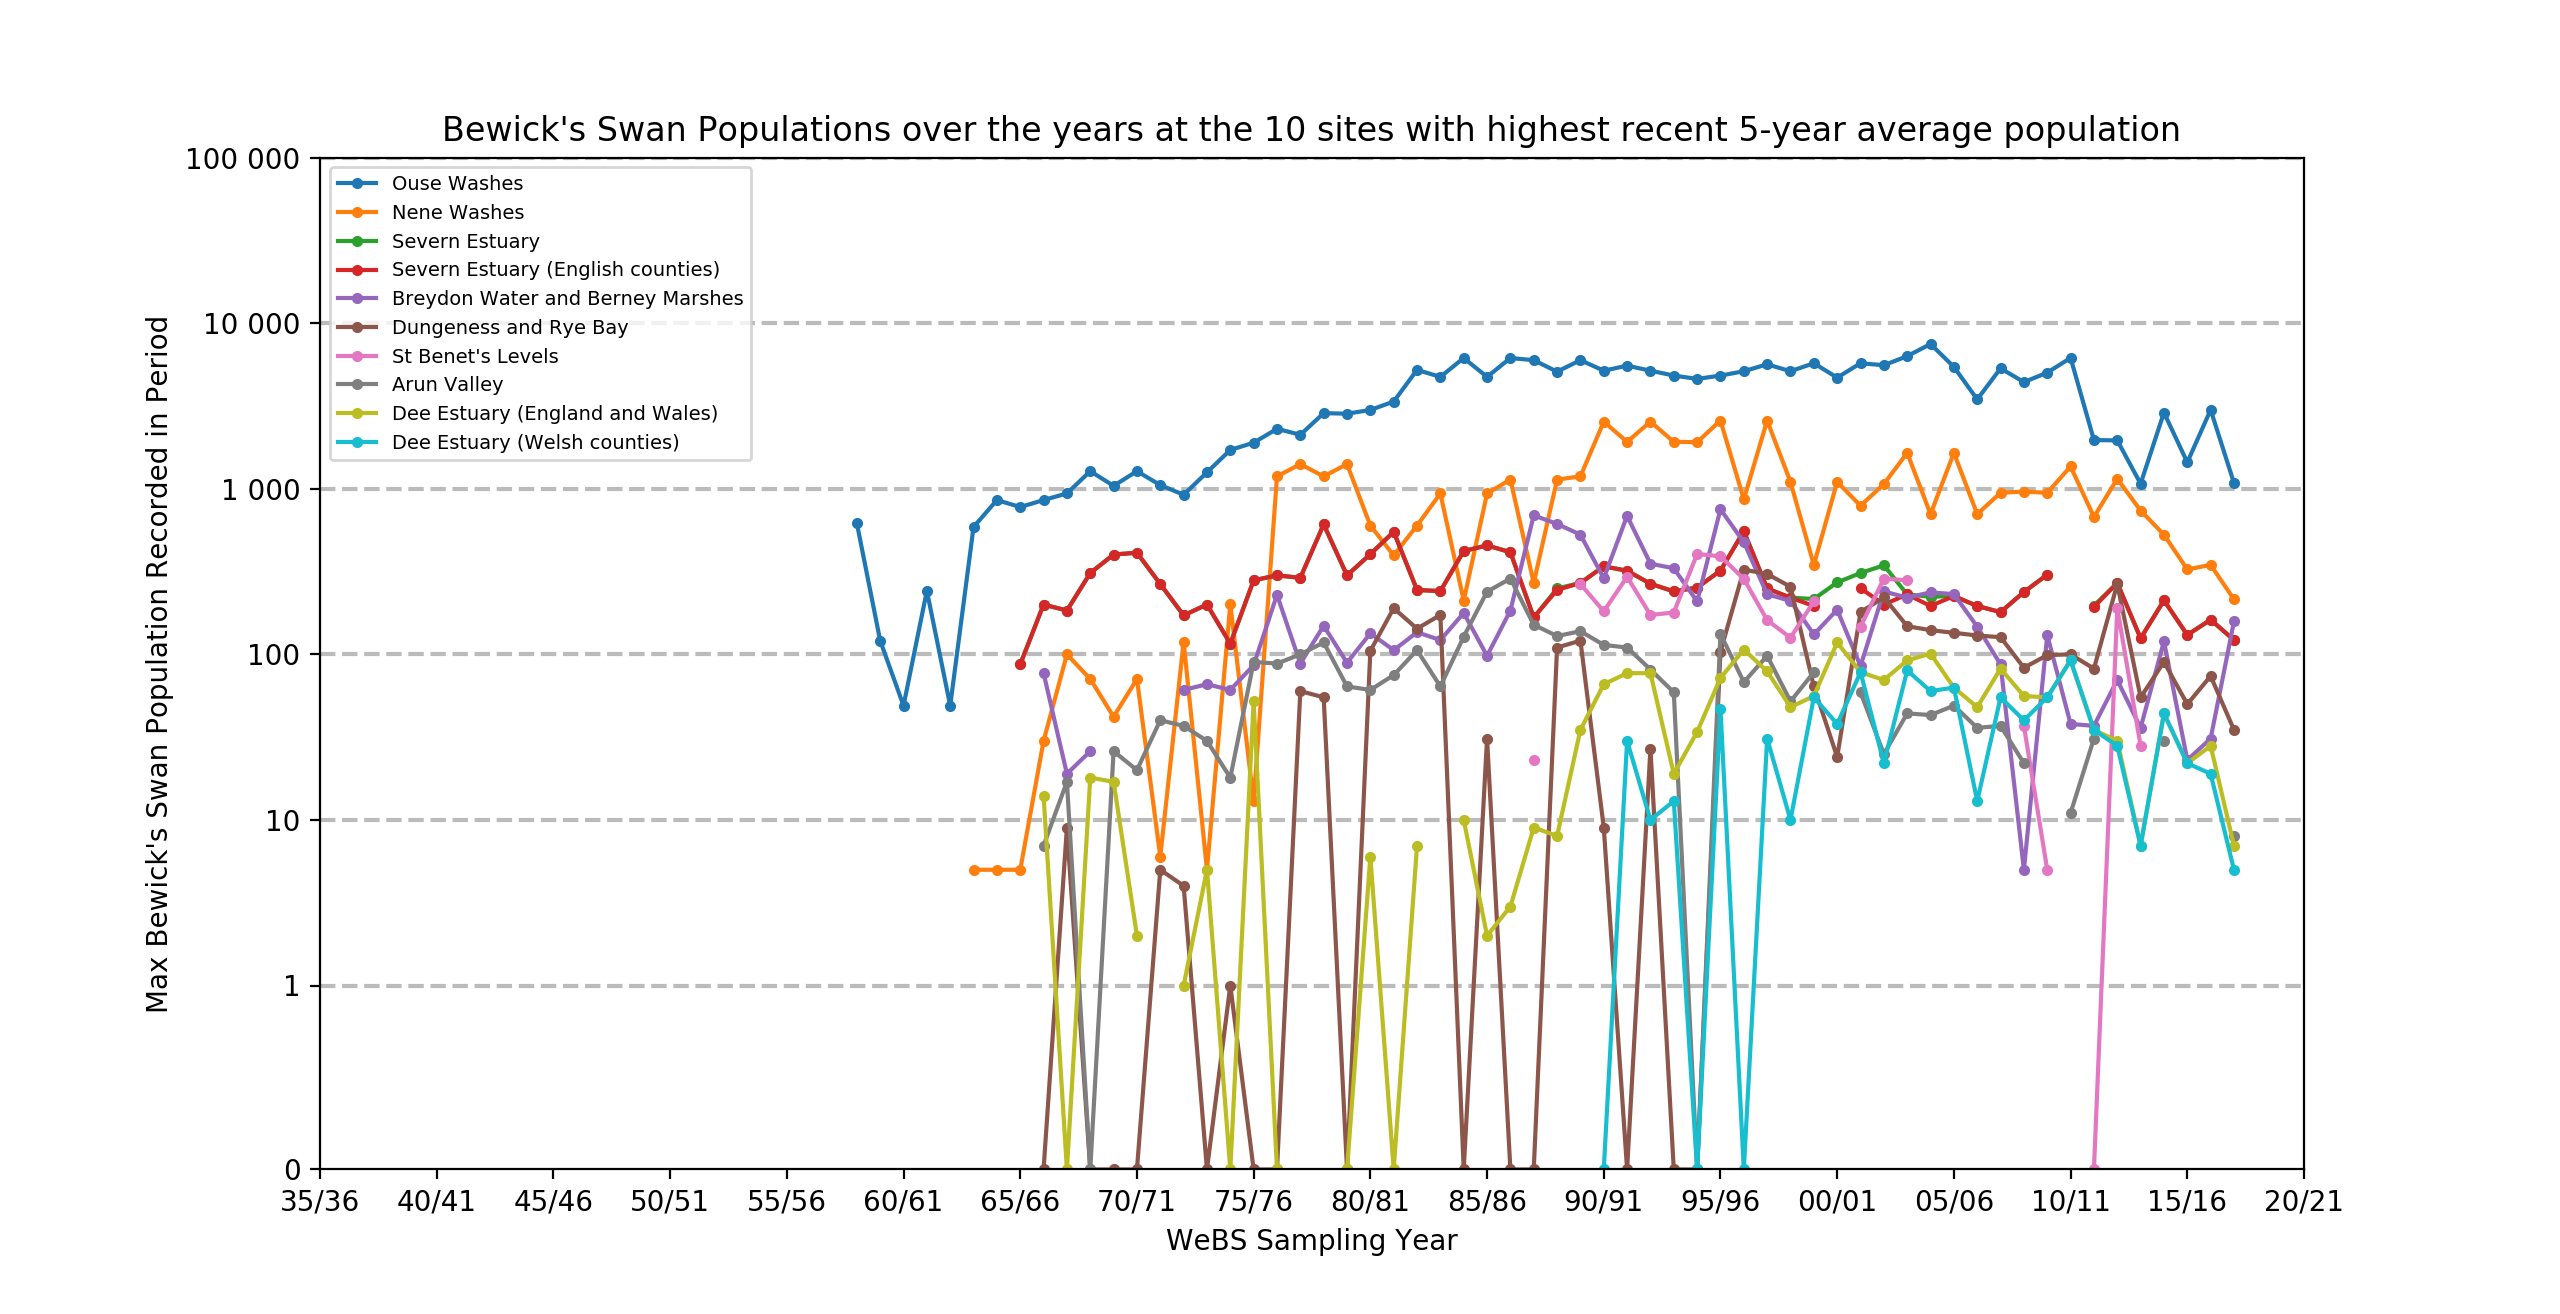 Bewick's Swan Populations over the years at the 10 sites with highest recent 5-year average population
Max Bewick's Swan Population Recorded in Period
100 000
10 000
1 000
100
10
1
0
Ouse Washes
Nene Washes
Severn Estuary
Severn Estuary (English counties)
Breydon Water and Berney Marshes
Dungeness and Rye Bay
St Benet's Levels
Arun Valley
Dee Estuary (England and Wales)
Dee Estuary (Welsh counties)
35/36 40/41 45/46 50/51 55/56 60/61 65/66 70/71 75/76 80/81 85/86 90/91 95/96 00/01 05/06 10/11 15/16 20/21
WeBS Sampling Year